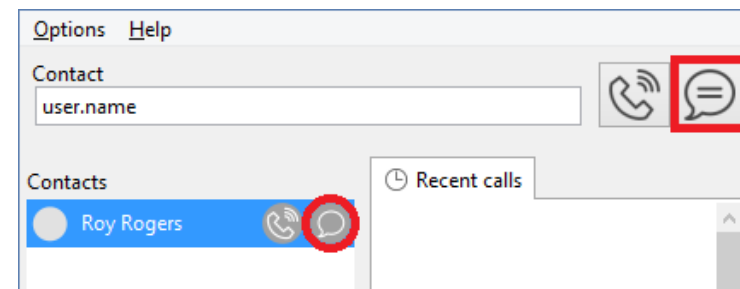 Options Help
Contact
user.name
Contacts
Recent calls
Roy Rogers